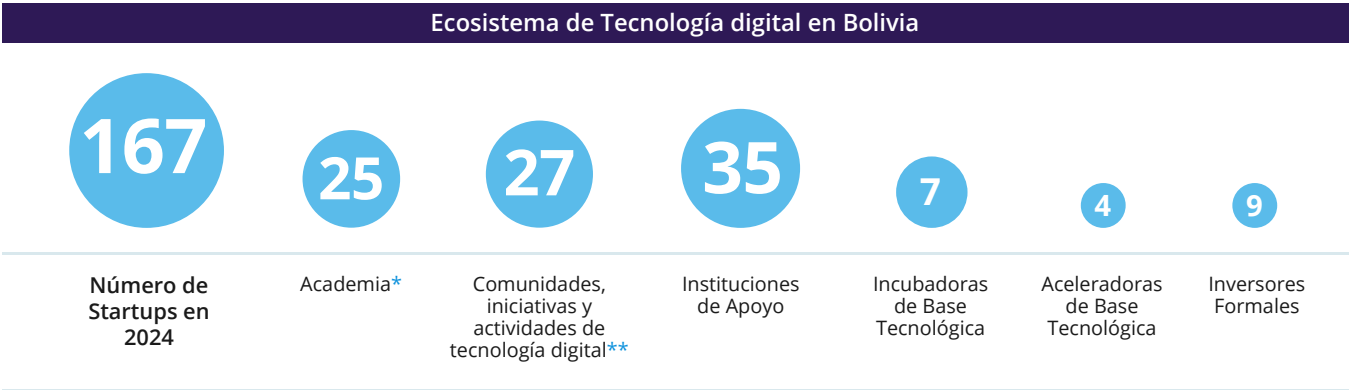 Ecosistema de Tecnología digital en Bolivia
167
25
27
35
7
4
9
Número de
Startups en
2024
Academia*
Comunidades,
iniciativas y
actividades de
tecnología digital**
Instituciones
de Apoyo
Incubadoras
de Base
Tecnológica
Aceleradoras
de Base
Tecnológica
Inversores
Formales